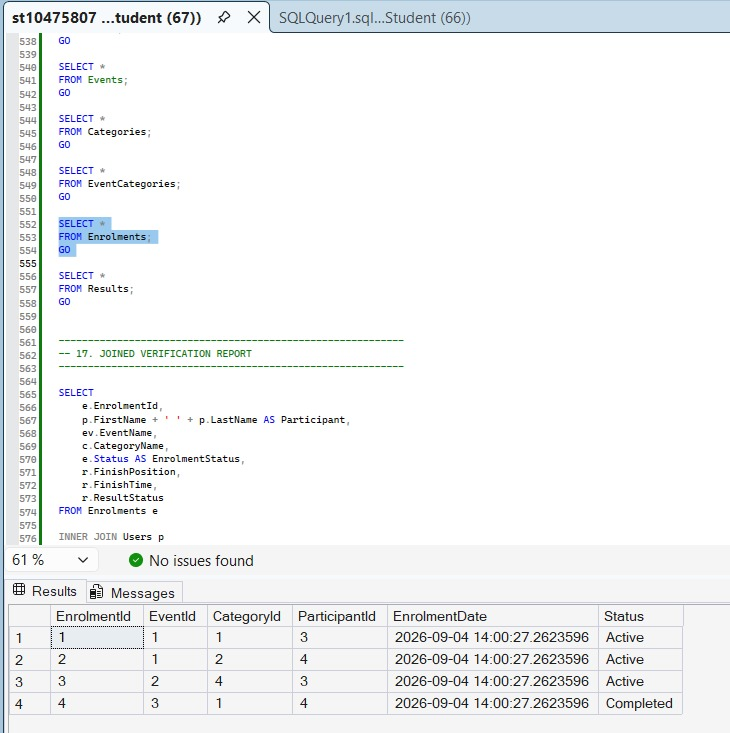 st10475807 ...tudent (67))
SQLQuery1.sql...Student (66))
538 GO
539
540 SELECT *
541 FROM Events;
542 GO
543
544 SELECT *
545 FROM Categories;
546 GO
547
548 SELECT *
549 FROM EventCategories;
550 GO
551
552 SELECT *
553 FROM Enrolments;
554 GO
555
556 SELECT *
557 FROM Results;
558 GO
559
560
561 ------------------------------------------------------
562 -- 17. JOINED VERIFICATION REPORT
563 ------------------------------------------------------
564
565 SELECT
566 e.EnrolmentId,
567 p.FirstName + ' ' + p.LastName AS Participant,
568 ev.EventName,
569 c.CategoryName,
570 e.Status AS EnrolmentStatus,
571 r.FinishPosition,
572 r.FinishTime,
573 r.ResultStatus
574 FROM Enrolments e
575
576 INNER JOIN Users p
61 %
No issues found
Results
Messages
EnrolmentId EventId CategoryId ParticipantId EnrolmentDate Status
1 1 1 1 3 2026-09-04 14:00:27.2623596 Active
2 2 1 2 4 2026-09-04 14:00:27.2623596 Active
3 3 2 4 3 2026-09-04 14:00:27.2623596 Active
4 4 3 1 4 2026-09-04 14:00:27.2623596 Completed